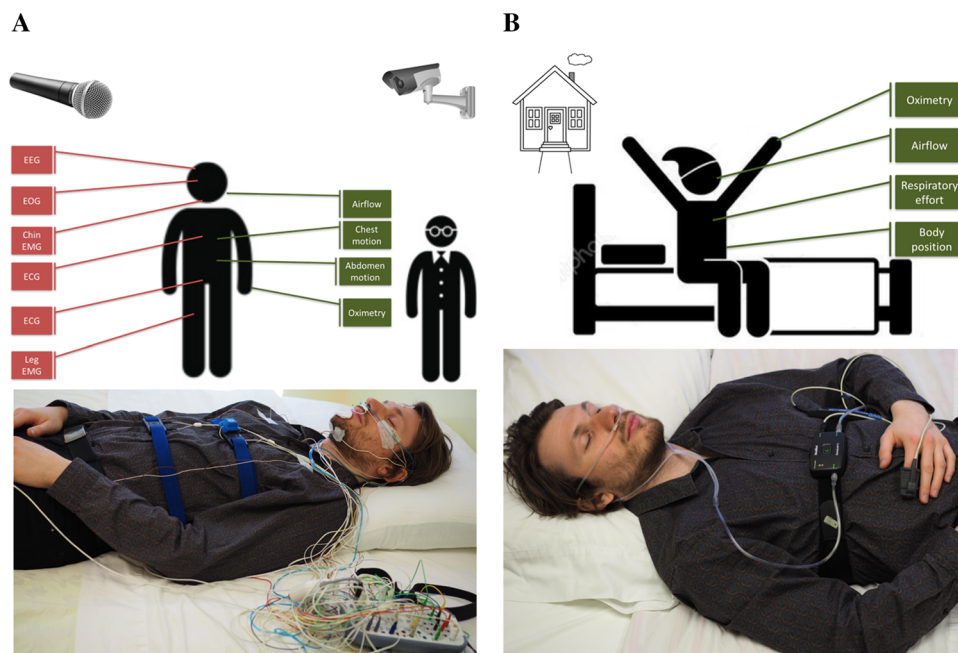 A
B
EEG
EOG
Chin
EMG
ECG
ECG
Leg
EMG
Airflow
Chest
motion
Abdomen
motion
Oximetry
Oximetry
Airflow
Respiratory
effort
Body
position